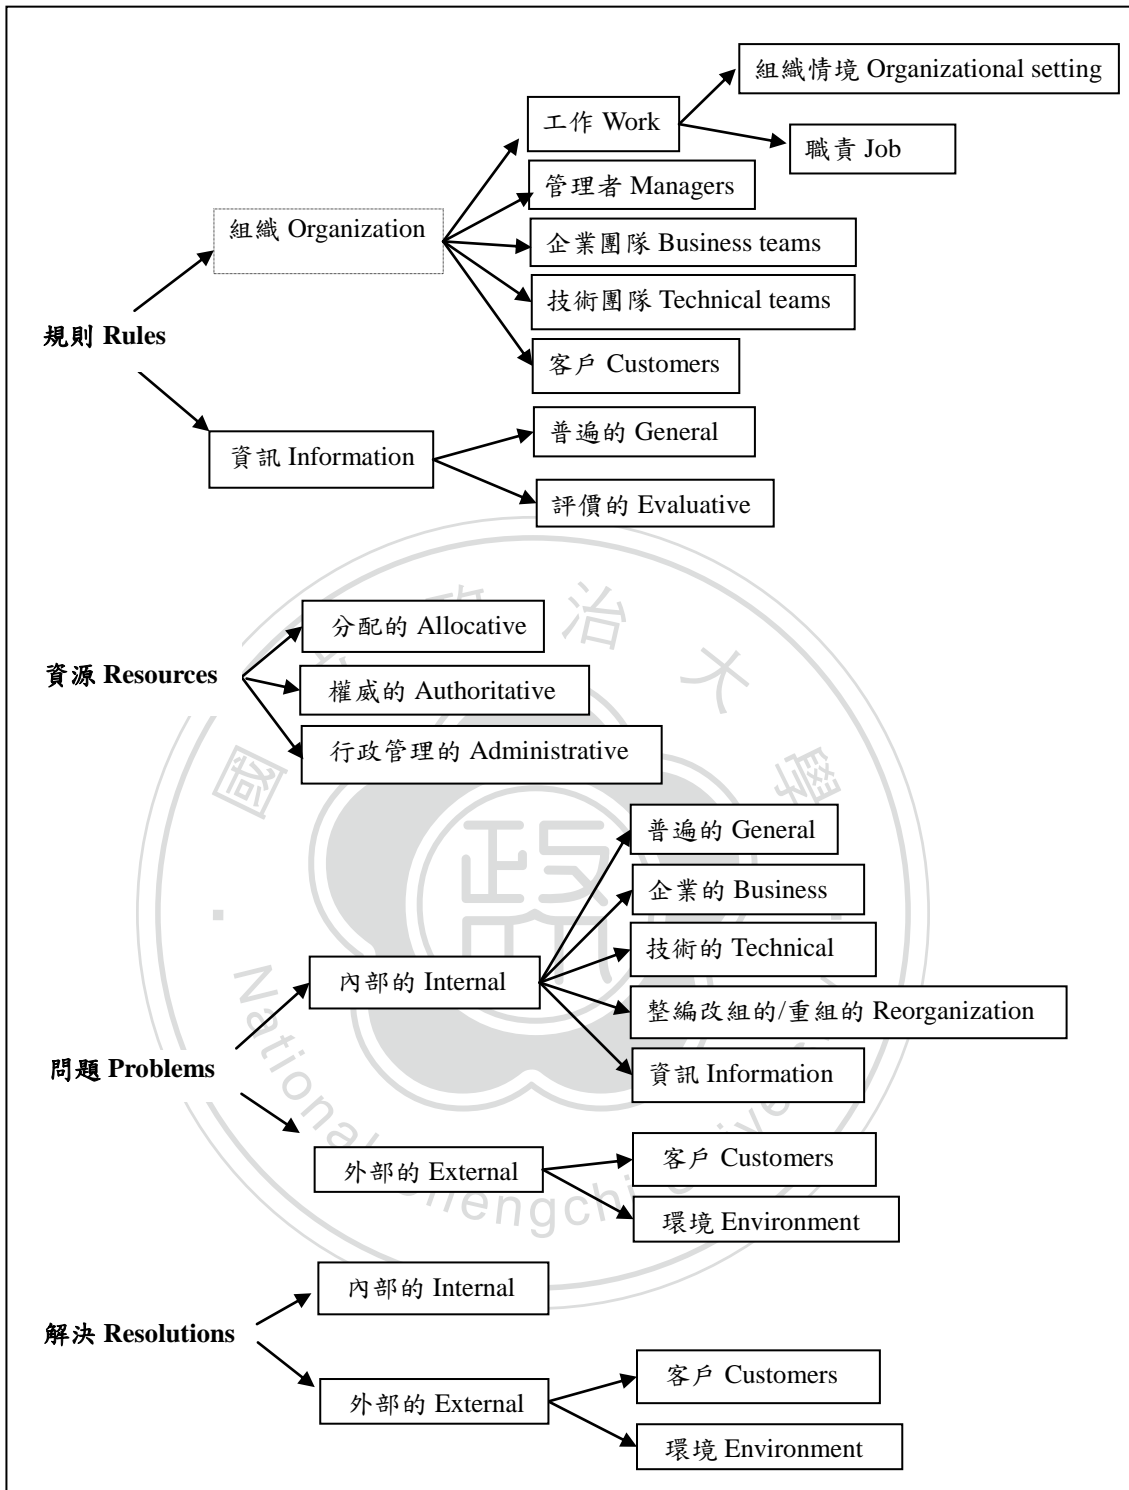 組織情境 Organizational setting
工作 Work
職責 Job
管理者 Managers
組織 Organization
企業團隊 Business teams
技術團隊 Technical teams
規則 Rules
客戶 Customers
普遍的 General
資訊 Information
評價的 Evaluative
分配的 Allocative
資源 Resources
權威的 Authoritative
行政管理的 Administrative
普遍的 General
企業的 Business
技術的 Technical
內部的 Internal
整編改組的/重組的 Reorganization
問題 Problems
資訊 Information
客戶 Customers
外部的 External
環境 Environment
內部的 Internal
解決 Resolutions
客戶 Customers
外部的 External
環境 Environment